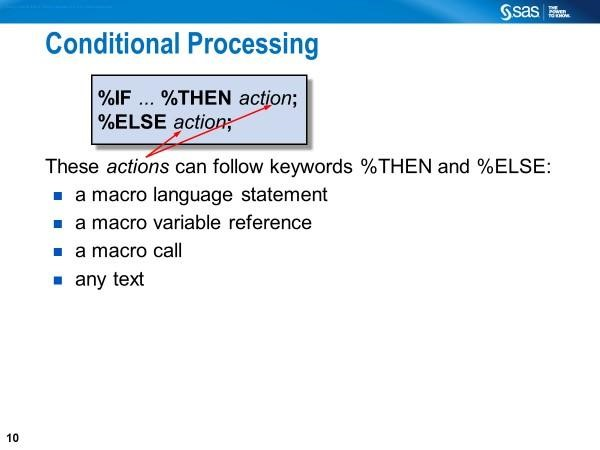 sas
THE
POWER
TO KNOW.
Conditional Processing
%IF ... %THEN action;
%ELSE action;
These actions can follow keywords %THEN and %ELSE:
a macro language statement
a macro variable reference
a macro call
any text
10